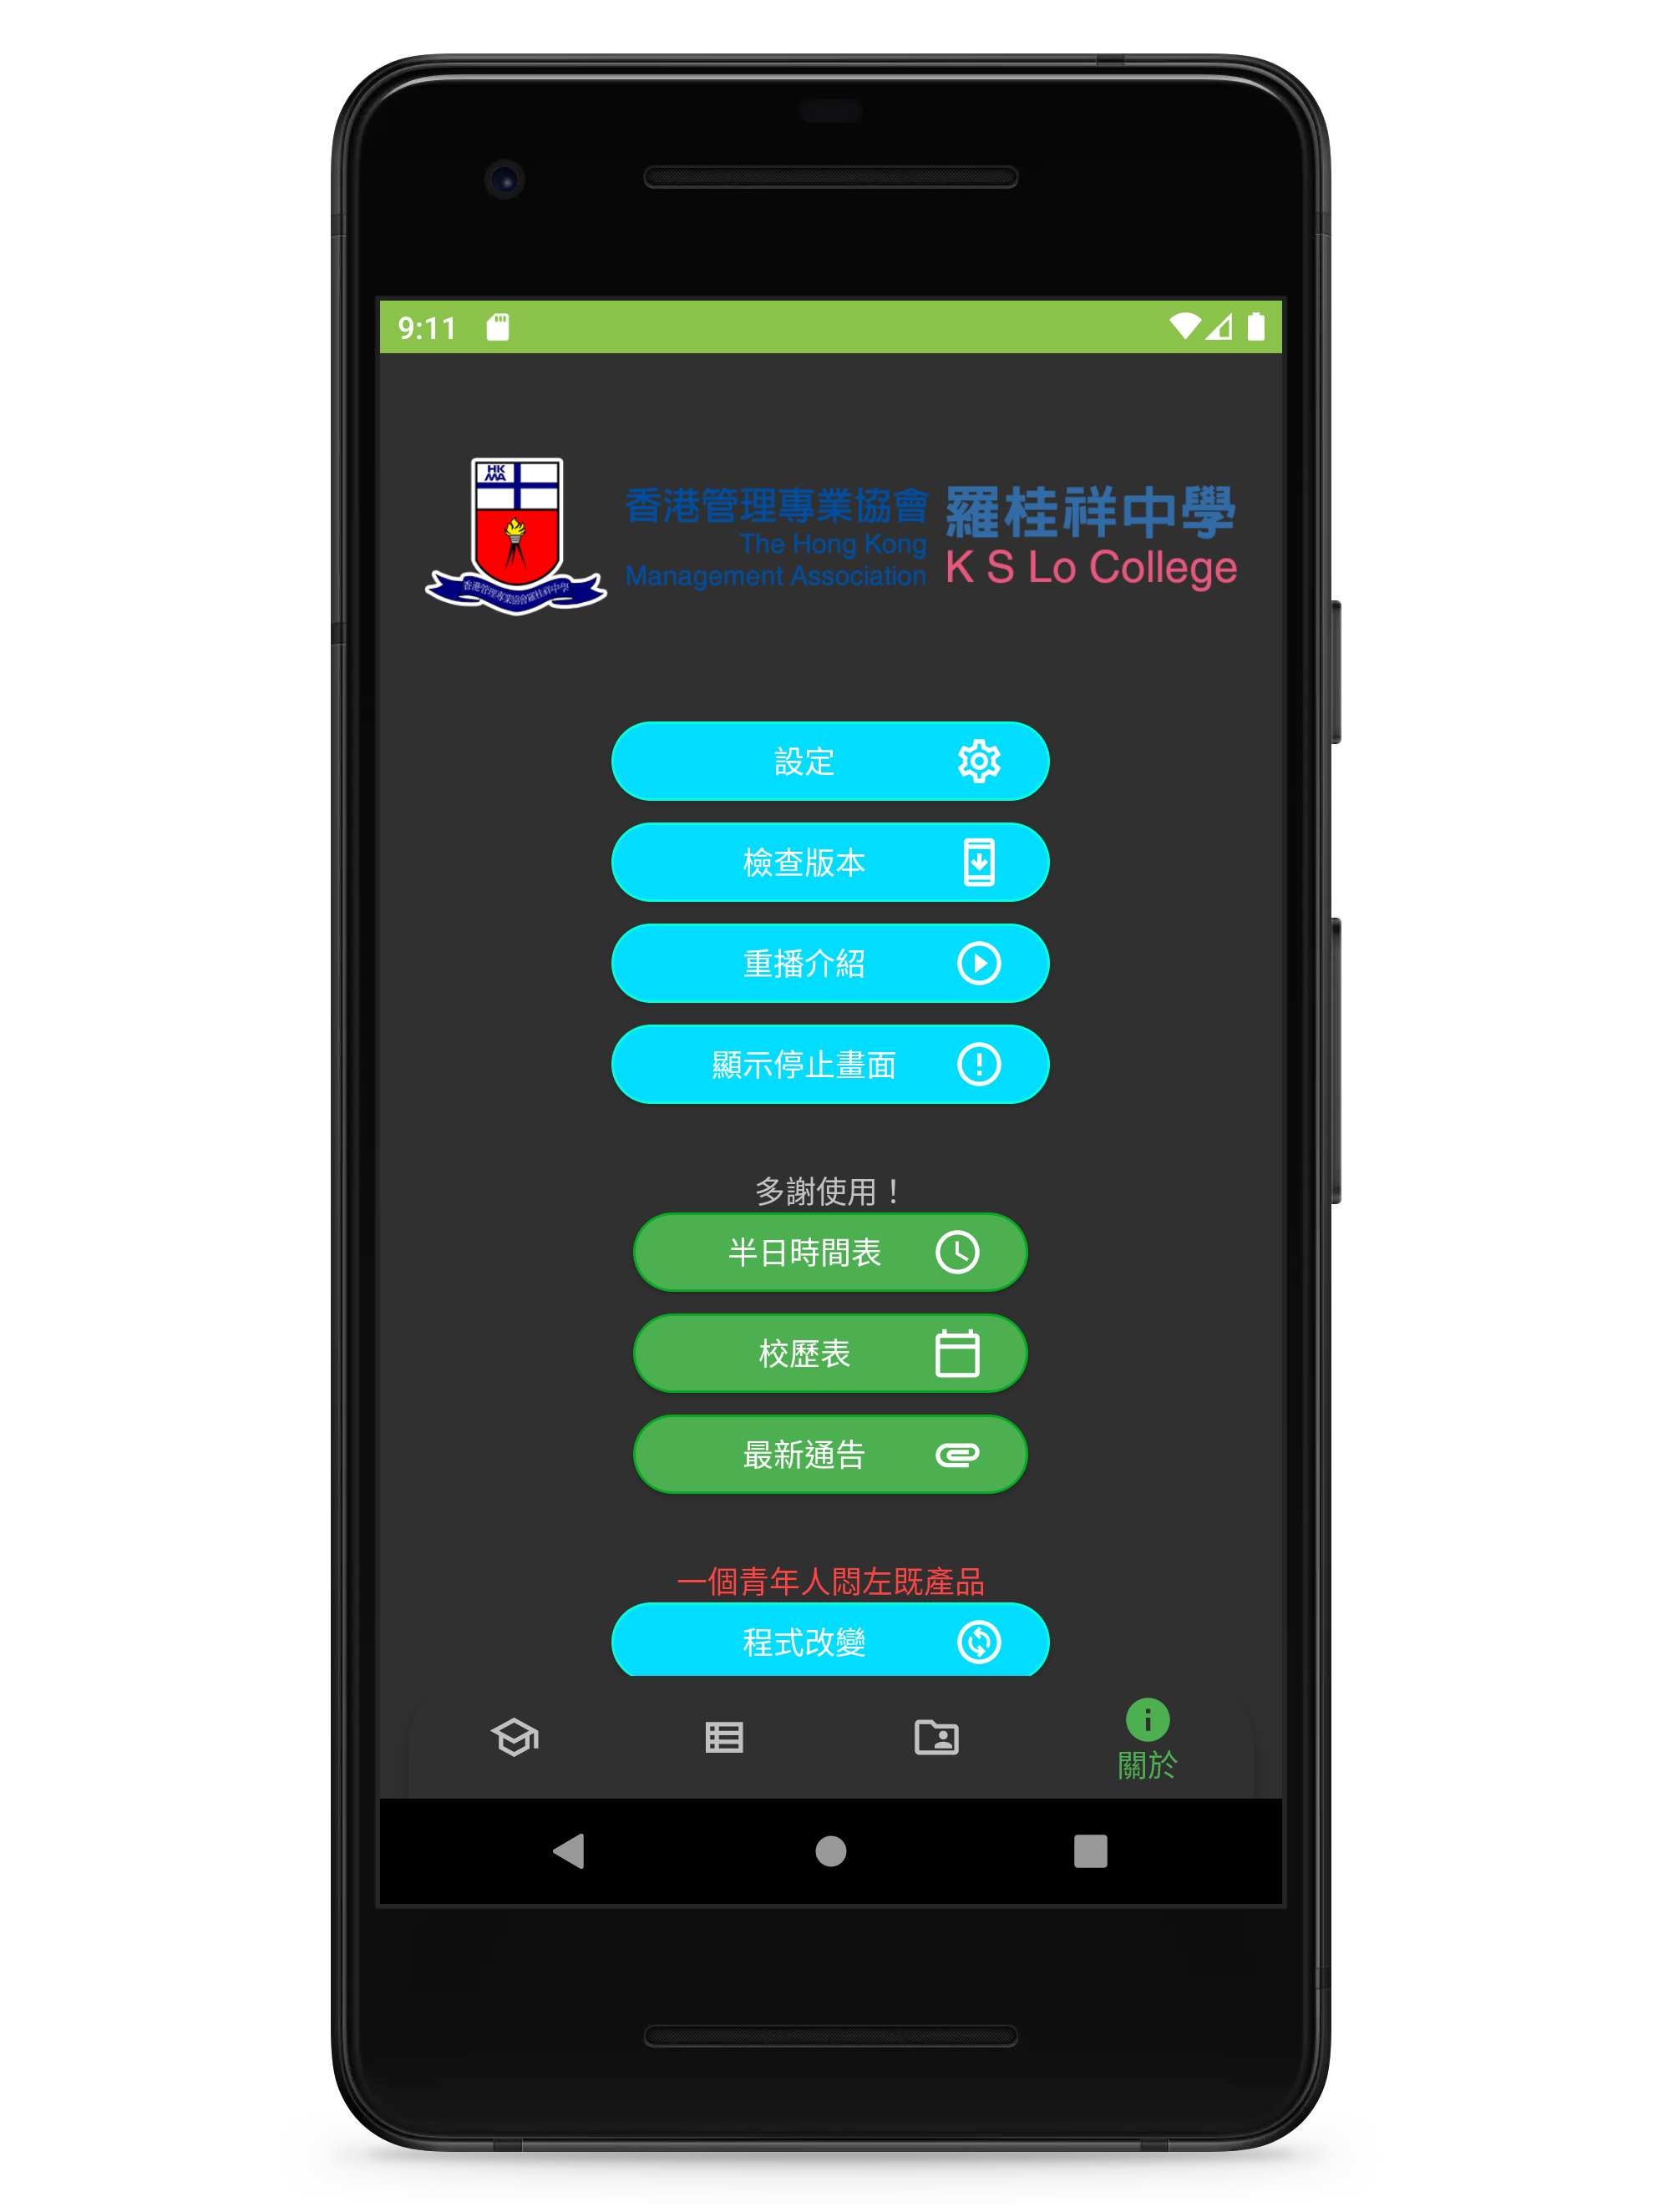 9:11
HK
MA
香港管理專業協會羅桂祥中學
香港管理專業協會
The Hong Kong
Management Association
羅桂祥中學
K S Lo College
設定
檢查版本
重播介紹
顯示停止畫面
多謝使用！
半日時間表
校歷表
最新通告
一個青年人悶左既產品
程式改變
關於